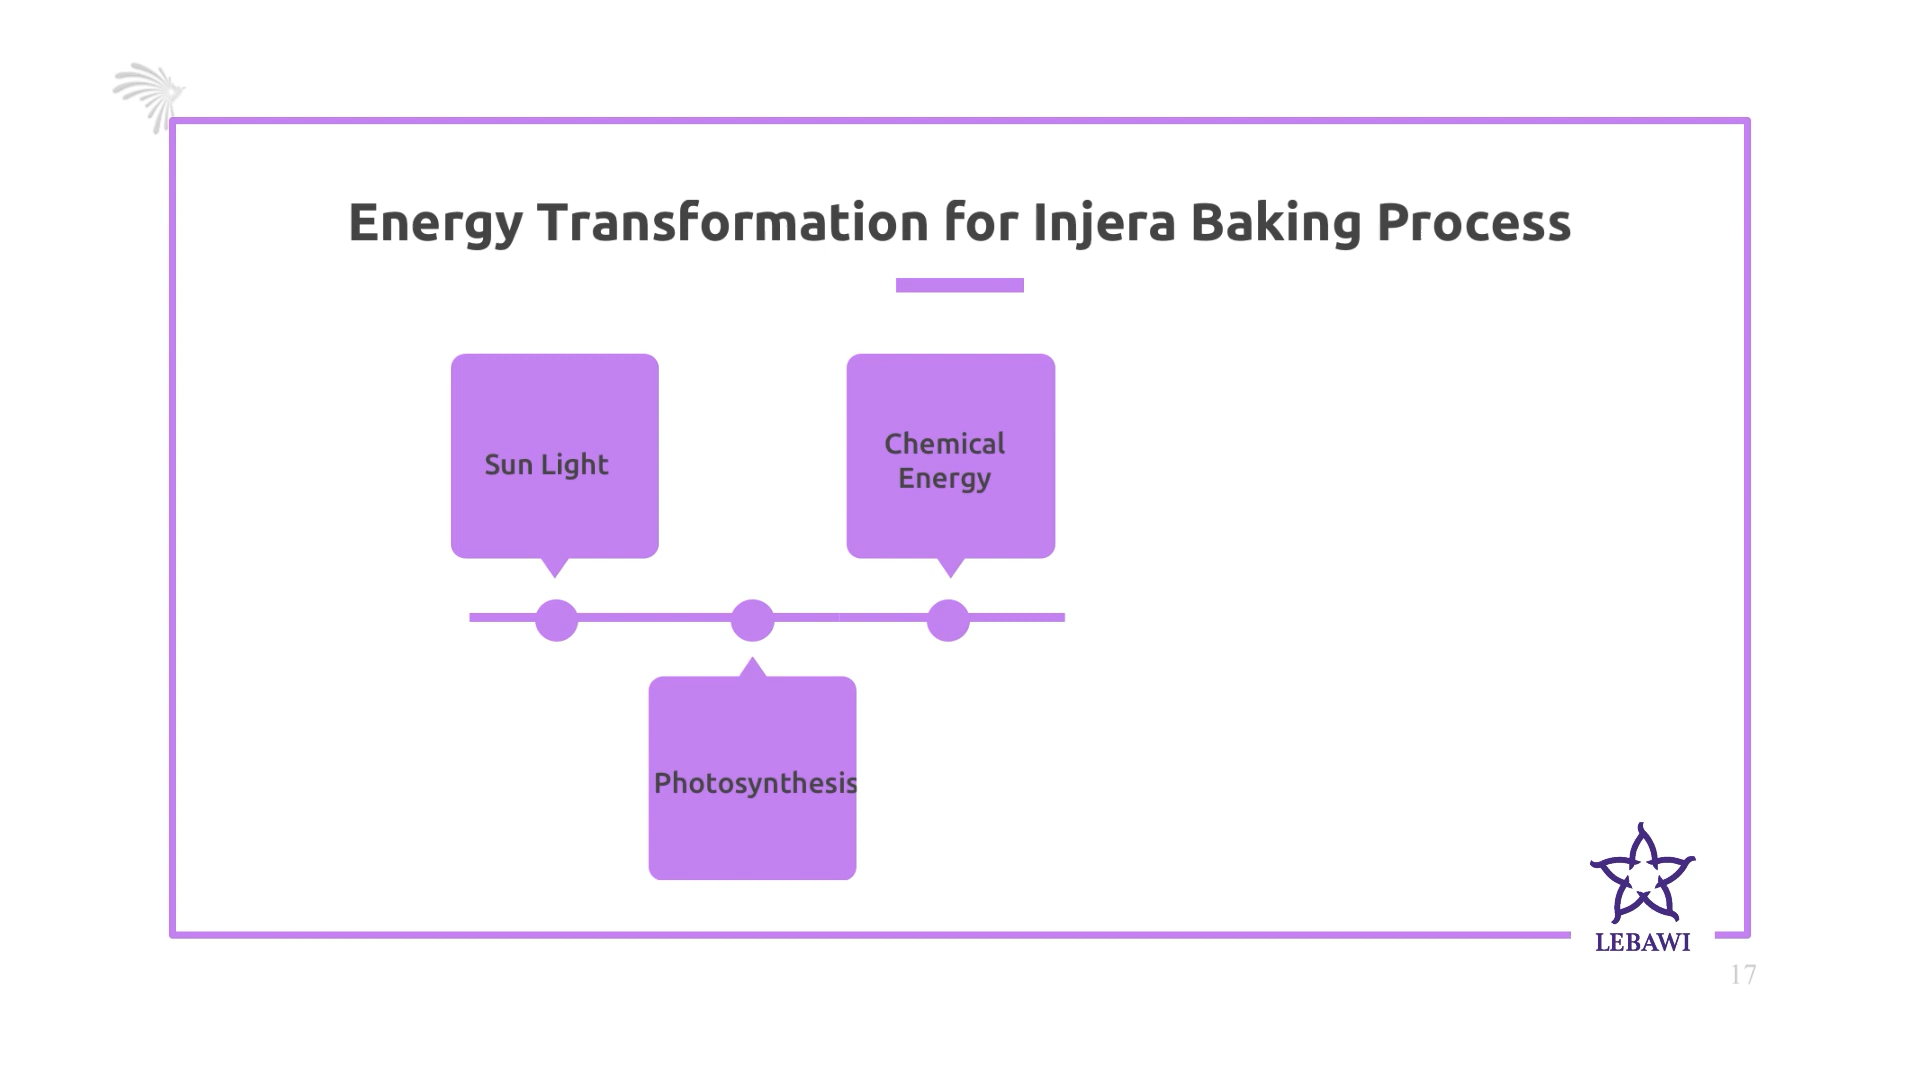 Energy Transformation for Injera Baking Process
Sun Light
Chemical
Energy
Photosynthesis
LEBAWI
17